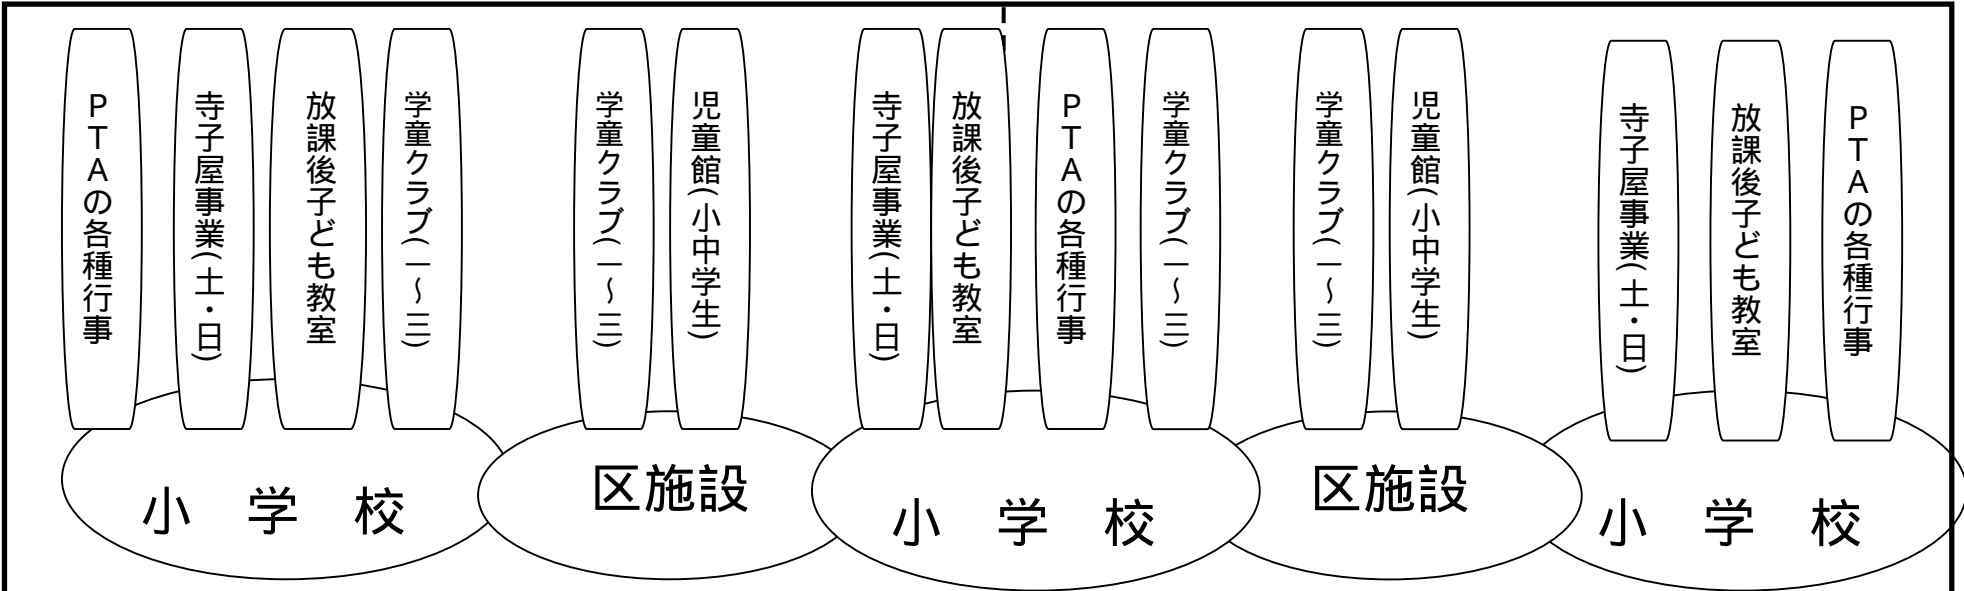 PTAの各種行事
寺子屋事業(土・日)
放課後子ども教室
学童クラブ(一～三)
学童クラブ(一～三)
児童館(小中学生)
寺子屋事業(土・日)
放課後子ども教室
PTAの各種行事
学童クラブ(一～三)
学童クラブ(一～三)
児童館(小中学生)
寺子屋事業(土・日)
放課後子ども教室
PTAの各種行事
小　学　校
区施設
小　学　校
区施設
小　学　校